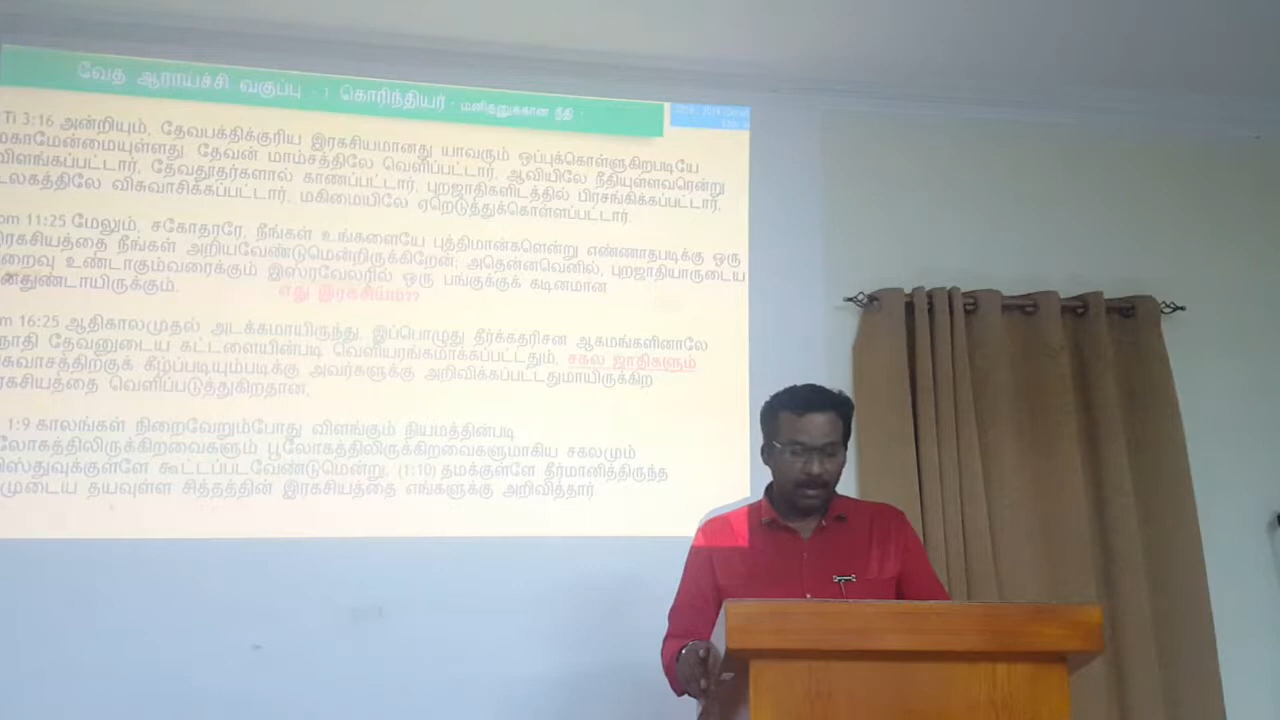 வேத ஆராய்ச்சி வகுப்பு - 1 கொரிந்தியர் - மனிதனுக்கான நீதி -
Ti 3:16 அன்றியும், தேவபக்திக்குரிய இரகசியமானது யாவரும் ஒப்புக்கொள்ளுகிறபடியே
மகாமேன்மையுள்ளது. தேவன் மாம்சத்திலே வெளிப்பட்டார், ஆவியிலே நீதியுள்ளவரென்று
விளங்கப்பட்டார், தேவதூதர்களால் காணப்பட்டார், புறஜாதிகளிடத்தில் பிரசங்கிக்கப்பட்டார்,
உலகத்திலே விசுவாசிக்கப்பட்டார், மகிமையிலே ஏறெடுத்துக்கொள்ளப்பட்டார்.
om 11:25 மேலும், சகோதரரே, நீங்கள் உங்களையே புத்திமான்களென்று எண்ணாதபடிக்கு ஒரு
இரகசியத்தை நீங்கள் அறியவேண்டுமென்றிருக்கிறேன்; அதென்னவெனில், புறஜாதியாருடைய
றைவு உண்டாகும்வரைக்கும் இஸ்ரவேலரில் ஒரு பங்குக்குக் கடினமான
னதுண்டாயிருக்கும்.
எது இரகசியம்??
m 16:25 ஆதிகாலமுதல் அடக்கமாயிருந்து, இப்பொழுது தீர்க்கதரிசன ஆகமங்களினாலே
நாதி தேவனுடைய கட்டளையின்படி வெளியரங்கமாக்கப்பட்டதும், சகல ஜாதிகளும்
சுவாசத்திற்குக் கீழ்ப்படியும்படிக்கு அவர்களுக்கு அறிவிக்கப்பட்டதுமாயிருக்கிற
ரகசியத்தை வெளிப்படுத்துகிறதான,
1:9 காலங்கள் நிறைவேறும்போது விளங்கும் நியமத்தின்படி
லோகத்திலிருக்கிறவைகளும் பூலோகத்திலிருக்கிறவைகளுமாகிய சகலமும்
றிஸ்துவுக்குள்ளே கூட்டப்படவேண்டுமென்று, (1:10) தமக்குள்ளே தீர்மானித்திருந்த
முடைய தயவுள்ள சித்தத்தின் இரகசியத்தை எங்களுக்கு அறிவித்தார்